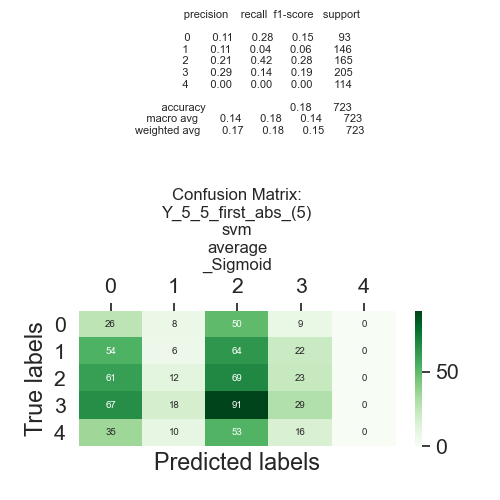 precision recall f1-score support
0 0.11 0.28 0.15 93
1 0.11 0.04 0.06 146
2 0.21 0.42 0.28 165
3 0.29 0.14 0.19 205
4 0.00 0.00 0.00 114
accuracy 0.18 723
macro avg 0.14 0.18 0.14 723
weighted avg 0.17 0.18 0.15 723
Confusion Matrix:
Y_5_5_first_abs_(5)
svm
average
_Sigmoid
0 1 2 3 4
0 26 8 50 9 0
1 54 6 64 22 0
2 61 12 69 23 0
3 67 18 91 29 0
4 35 10 53 16 0
True labels
Predicted labels
50
0